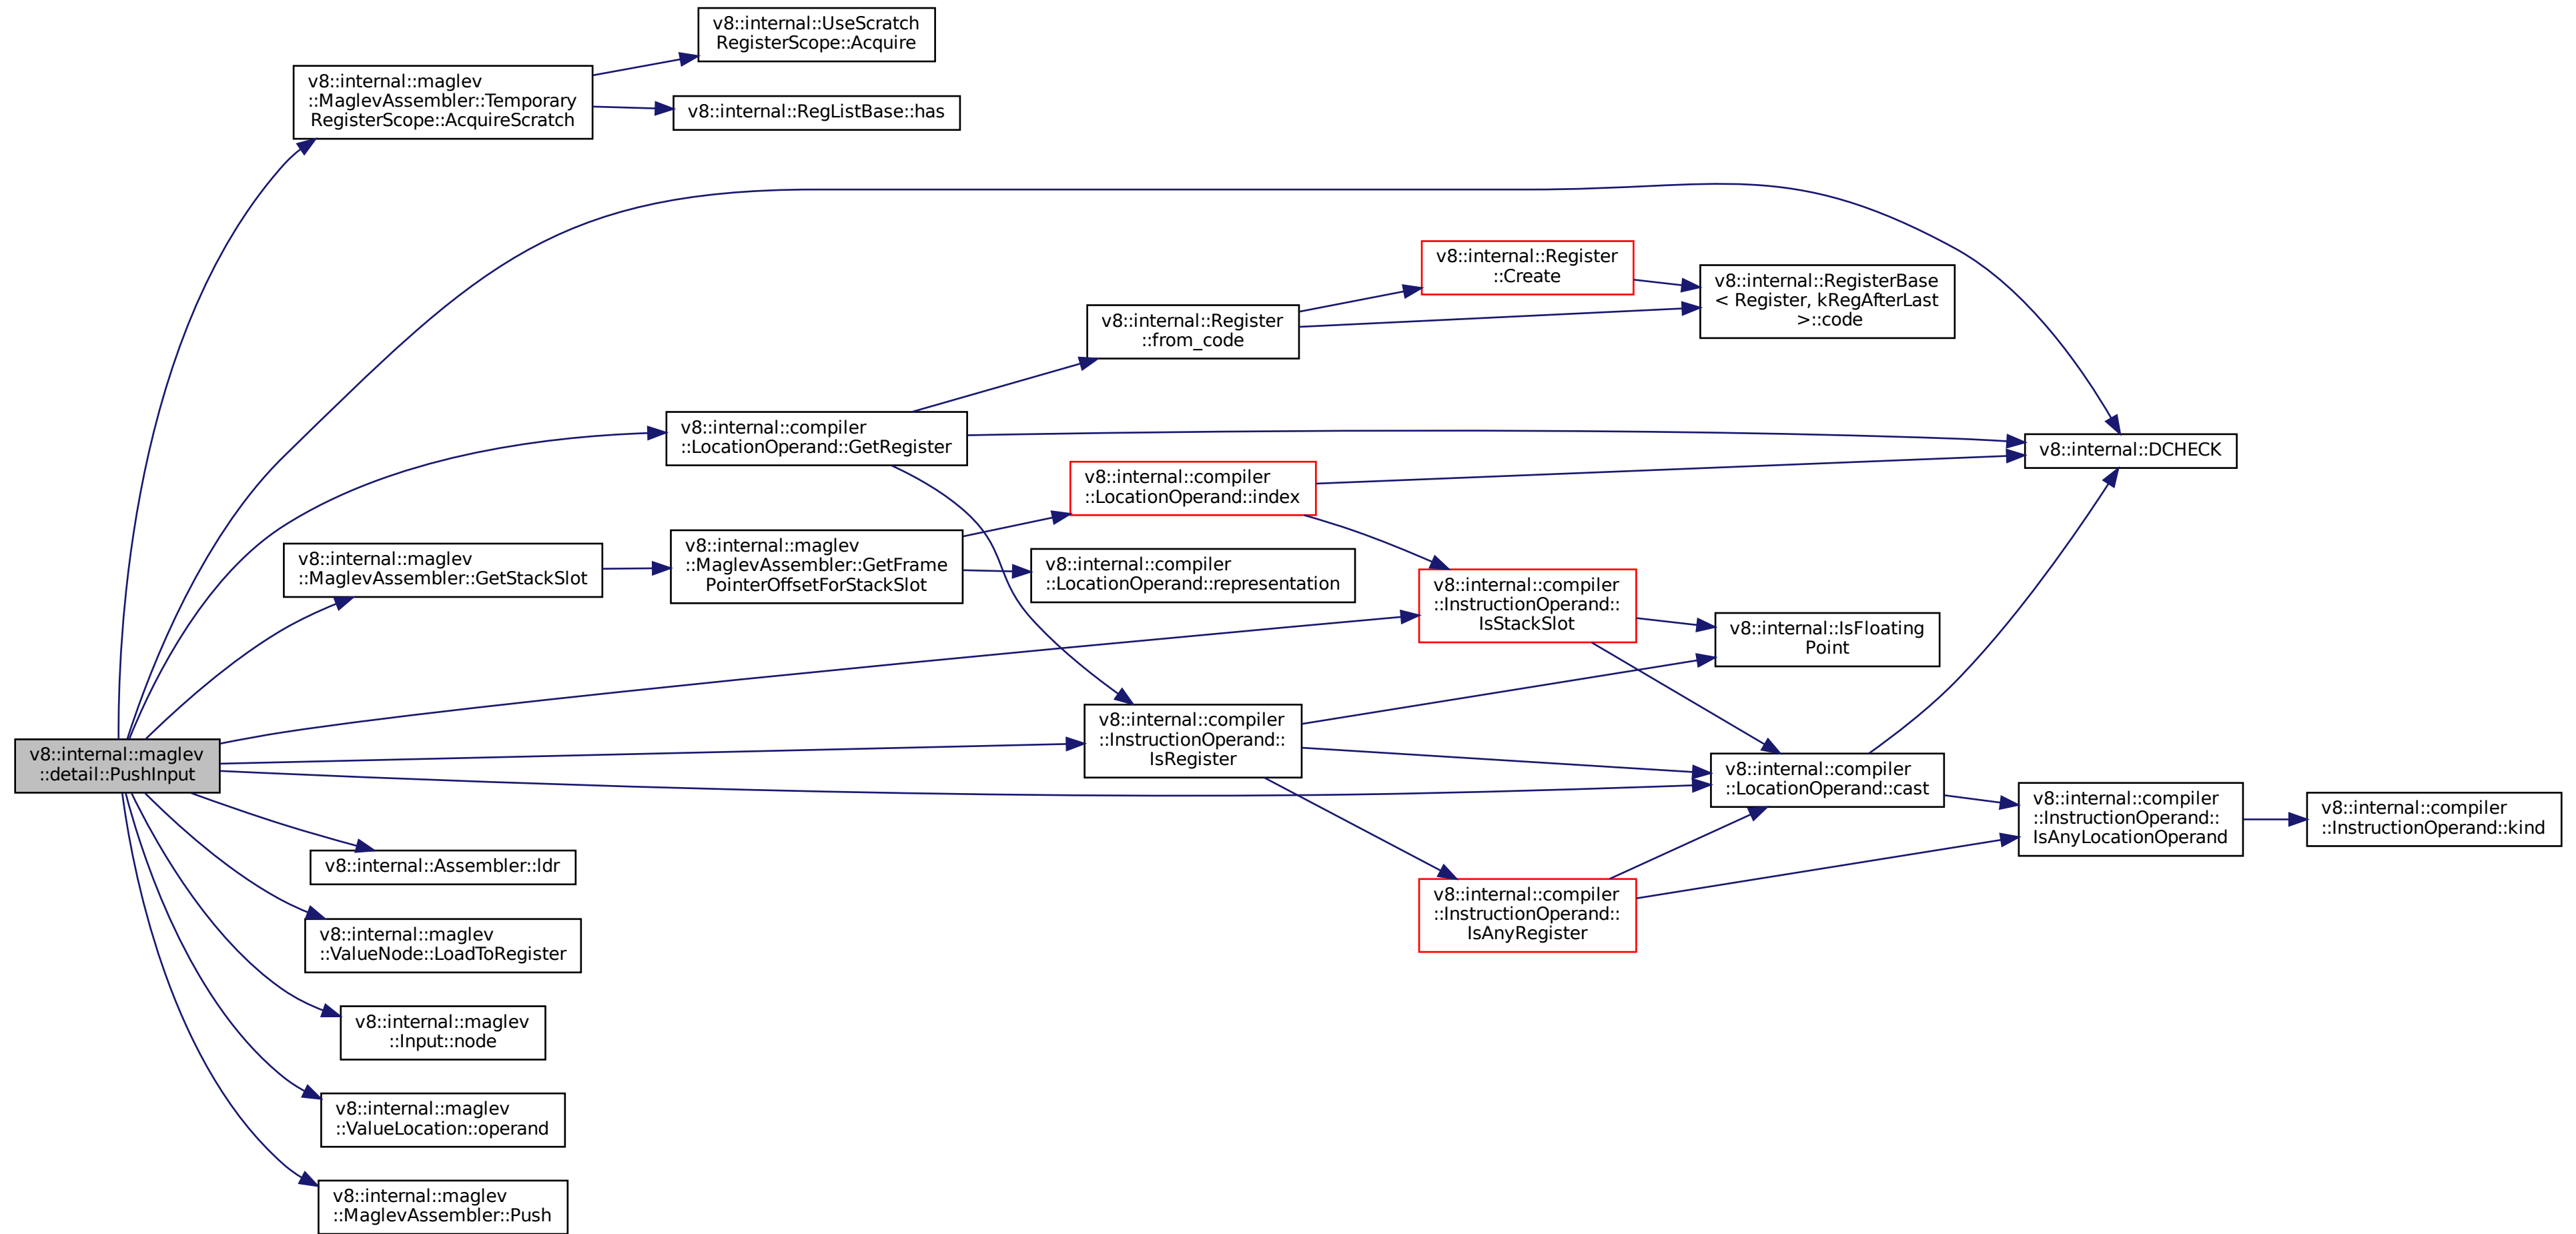 v8::internal::UseScratch
RegisterScope::Acquire
v8::internal::maglev
::MaglevAssembler::Temporary
RegisterScope::AcquireScratch
v8::internal::RegListBase::has
v8::internal::Register
::Create
v8::internal::RegisterBase
< Register, kRegAfterLast
>::code
v8::internal::Register
::from_code
v8::internal::compiler
::LocationOperand::GetRegister
v8::internal::DCHECK
v8::internal::compiler
::LocationOperand::index
v8::internal::maglev
::MaglevAssembler::GetStackSlot
v8::internal::maglev
::MaglevAssembler::GetFrame
PointerOffsetForStackSlot
v8::internal::compiler
::LocationOperand::representation
v8::internal::compiler
::InstructionOperand::
IsStackSlot
v8::internal::IsFloating
Point
v8::internal::maglev
::detail::PushInput
v8::internal::compiler
::InstructionOperand::
IsRegister
v8::internal::compiler
::LocationOperand::cast
v8::internal::compiler
::InstructionOperand::
IsAnyLocationOperand
v8::internal::compiler
::InstructionOperand::kind
v8::internal::Assembler::ldr
v8::internal::compiler
::InstructionOperand::
IsAnyRegister
v8::internal::maglev
::ValueNode::LoadToRegister
v8::internal::maglev
::Input::node
v8::internal::maglev
::ValueLocation::operand
v8::internal::maglev
::MaglevAssembler::Push